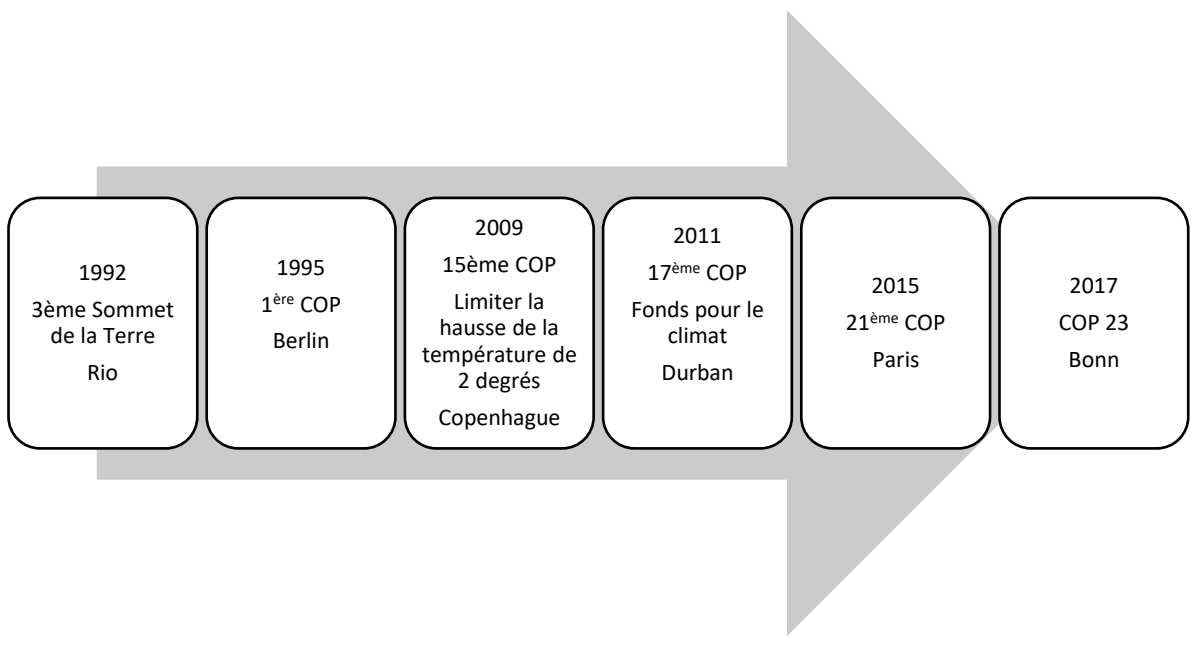 1992
3ème Sommet
de la Terre
Rio
1995
1ère COP
Berlin
2009
15ème COP
Limiter la
hausse de la
température de
2 degrés
Copenhague
2011
17ème COP
Fonds pour le
climat
Durban
2015
21ème COP
Paris
2017
COP 23
Bonn